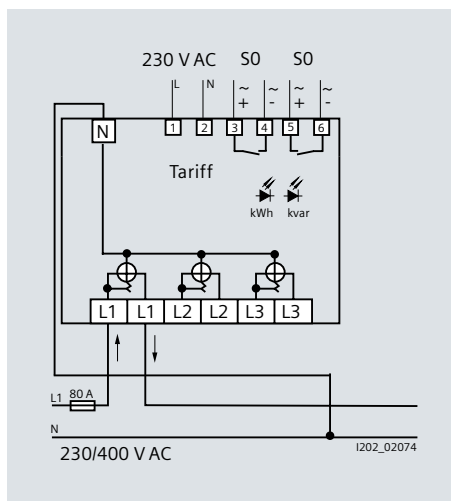 230 V AC S0 S0
L N ~ ~ ~ ~
+ - + -
N 1 2 3 4 5 6
Tariff
kWh kvar
L1 L1 L2 L2 L3 L3
L1 80 A
N
230/400 V AC
I202_02074